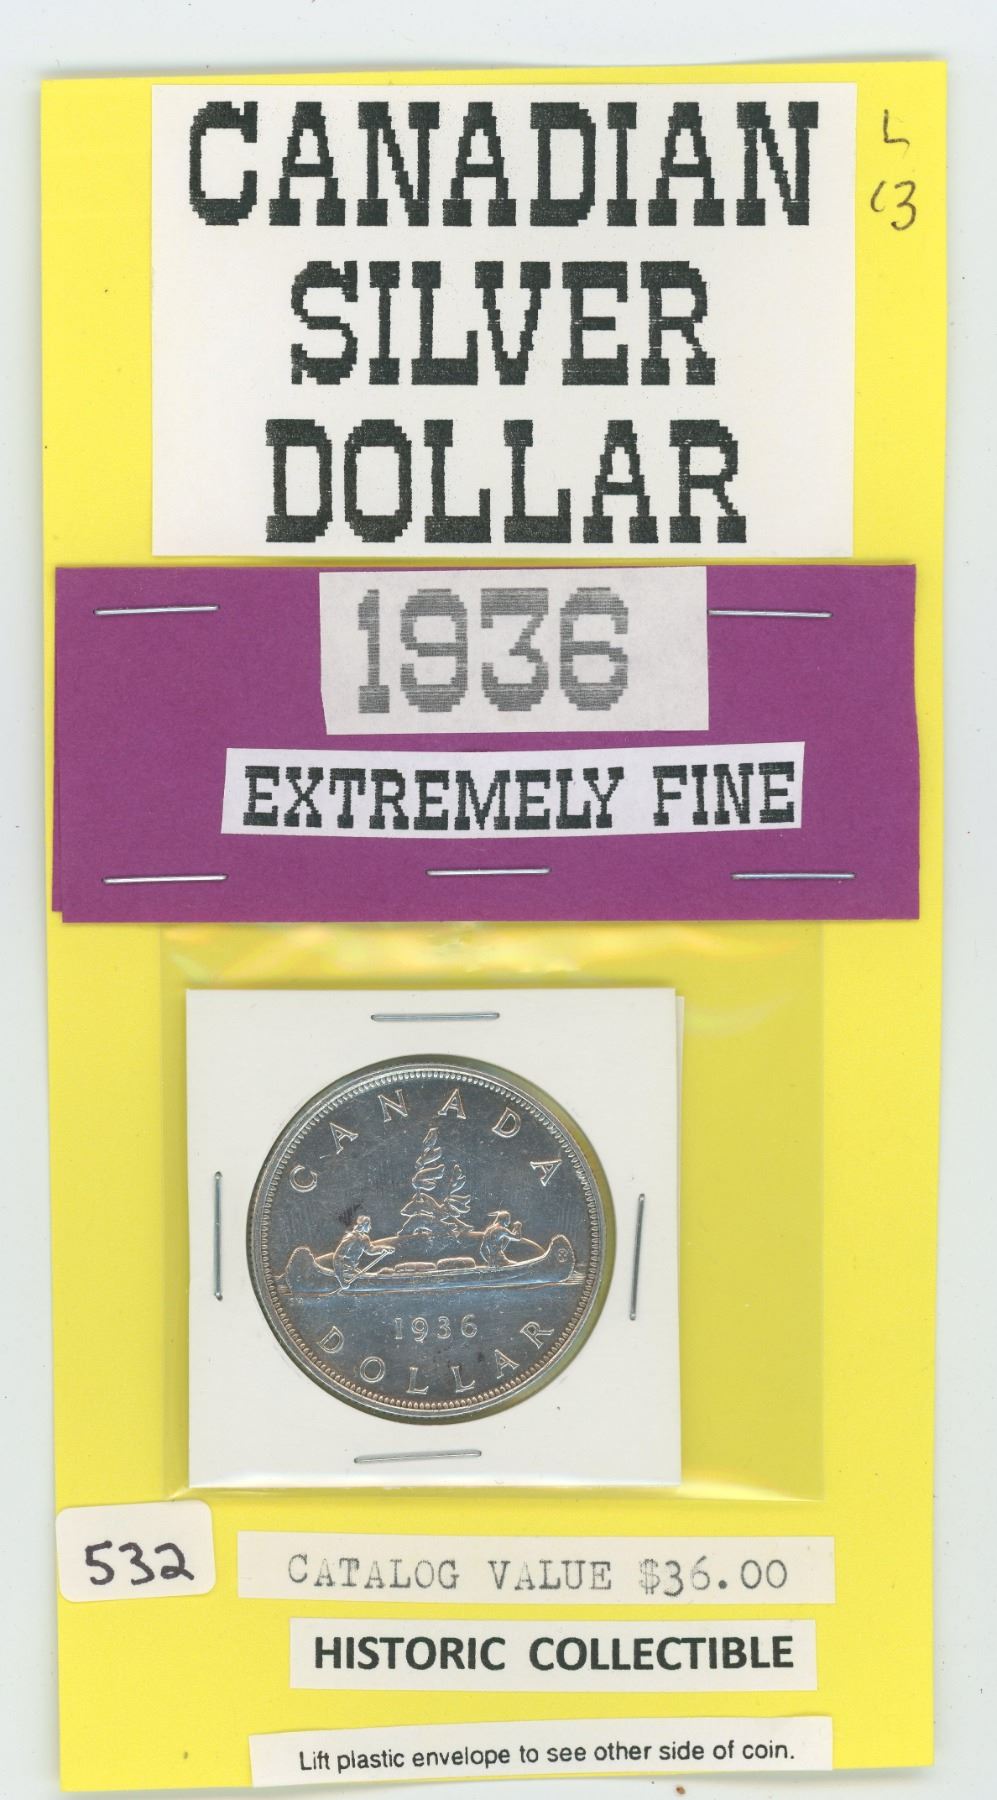 CANADIAN
SILVER
DOLLAR
L
13
1936
EXTREMELY FINE
CANADA
1936
DOLLAR
532
CATALOG VALUE $36.00
HISTORIC COLLECTIBLE
Lift plastic envelope to see other side of coin.